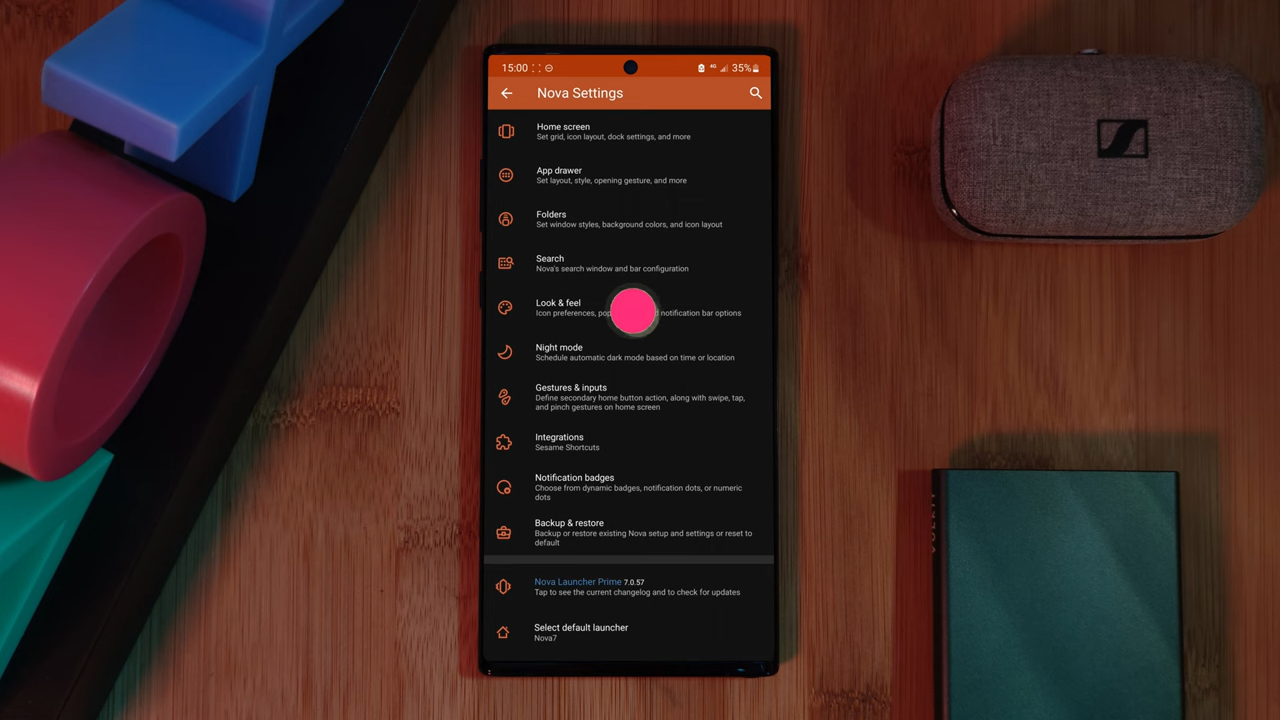 15:00
4G
35%
Nova Settings
Home screen
Set grid, icon layout, dock settings, and more
App drawer
Set layout, style, opening gesture, and more
Folders
Set window styles, background colors, and icon layout
Search
Nova's search window and bar configuration
Look & feel
Icon preferences, pop notification bar options
Night mode
Schedule automatic dark mode based on time or location
Gestures & inputs
Define secondary home button action, along with swipe, tap,
and pinch gestures on home screen
Integrations
Sesame Shortcuts
Notification badges
Choose from dynamic badges, notification dots, or numeric
dots
Backup & restore
Backup or restore existing Nova setup and settings or reset to
default
Nova Launcher Prime 7.0.57
Tap to see the current changelog and to check for updates
Select default launcher
Nova7